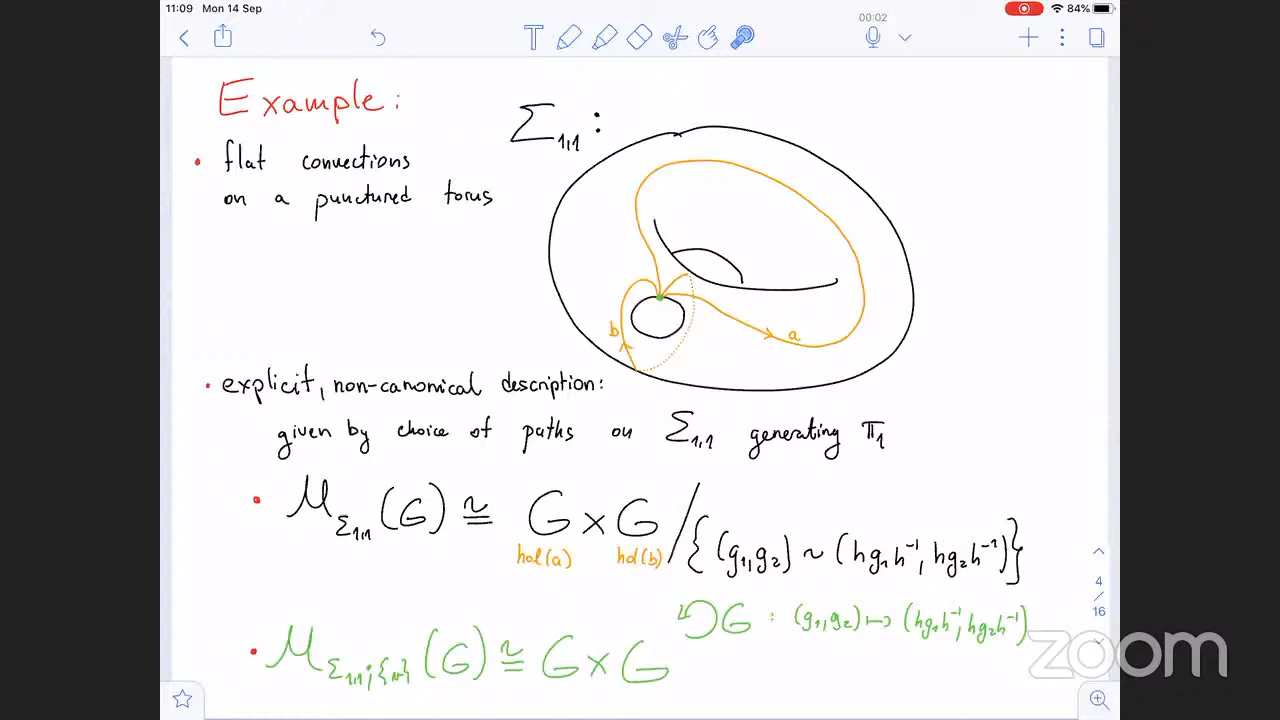 11:09 Mon 14 Sep
84%
00:02
Example:
Σ₁,₁:
• flat connections
on a punctured torus
b
a
• explicit, non-canonical description:
given by choice of paths on Σ₁,₁ generating π₁
• M_Σ₁,₁(G) ≅ G × G / {(g₁, g₂) ~ (hg₁h⁻¹, hg₂h⁻¹)}
hol(a) hol(b)
4
/
16
↺G : (g₁, g₂) ↦ (hg₁h⁻¹, hg₂h⁻¹)
• M_Σ₁,₁;{v}(G) ≅ G × G
zoom